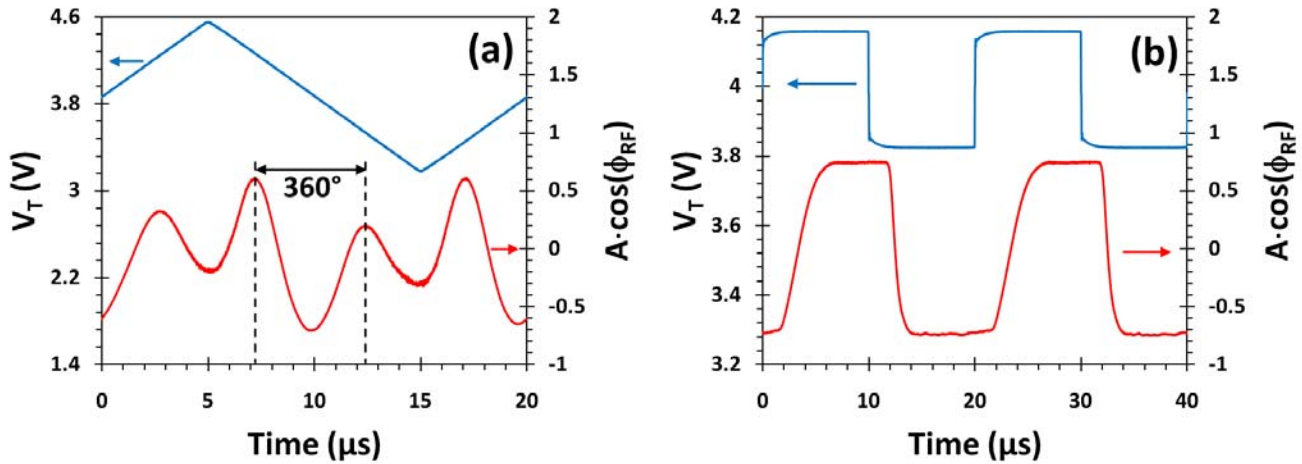 (a)
4.6
3.8
3
2.2
1.4
V_T (V)
2
1.5
1
0.5
0
-0.5
-1
A·cos(ϕ_RF)
360°
0 5 10 15 20
Time (μs)
(b)
4.2
4
3.8
3.6
3.4
3.2
V_T (V)
2
1.5
1
0.5
0
-0.5
-1
A·cos(ϕ_RF)
0 10 20 30 40
Time (μs)